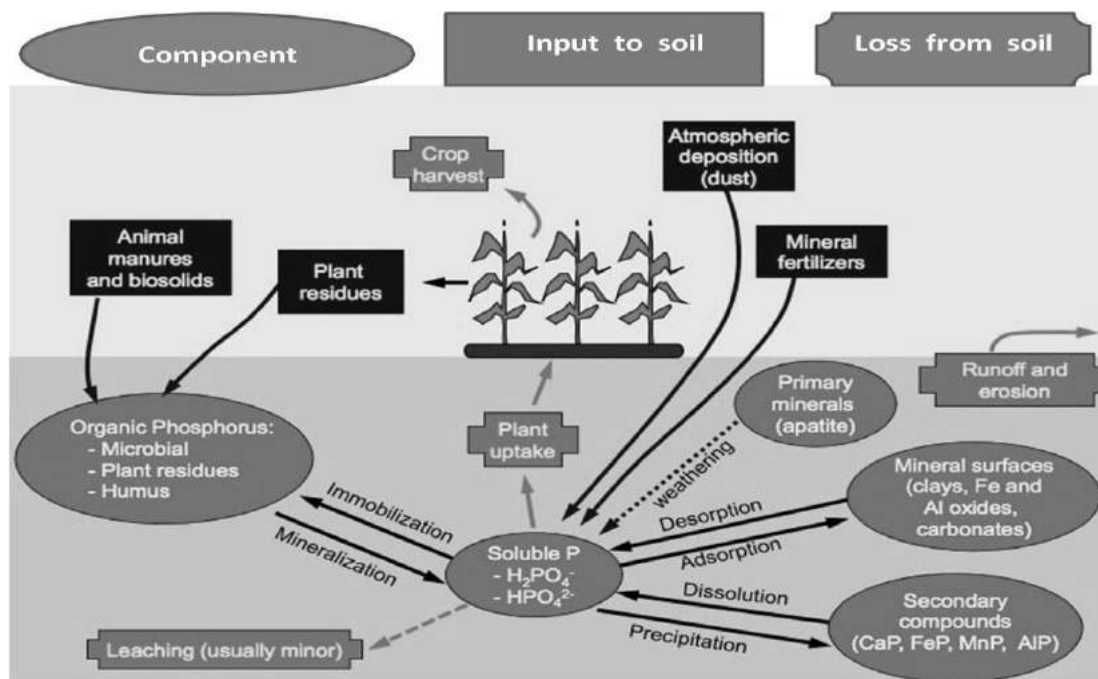 Component
Input to soil
Loss from soil
Crop
harvest
Atmospheric
deposition
(dust)
Animal
manures
and biosolids
Plant
residues
Mineral
fertilizers
Runoff and
erosion
Primary
minerals
(apatite)
Plant
uptake
Organic Phosphorus:
- Microbial
- Plant residues
- Humus
weathering
Mineral surfaces
(clays, Fe and
Al oxides,
carbonates)
Immobilization
Mineralization
Desorption
Adsorption
Soluble P
- H₂PO₄⁻
- HPO₄²⁻
Dissolution
Precipitation
Secondary
compounds
(CaP, FeP, MnP, AlP)
Leaching (usually minor)